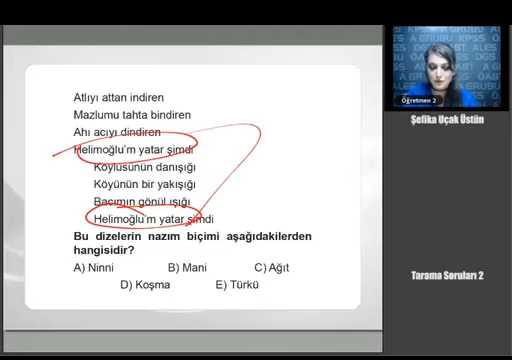 Atlıyı attan indiren
Mazlumu tahta bindiren
Ahı acıyı dindiren
Helimoğlu'm yatar şimdi
Köylüsünün danışığı
Köyünün bir yakışığı
Bacımın gönül ışığı
Helimoğlu'm yatar şimdi
Bu dizelerin nazım biçimi aşağıdakilerden
hangisidir?
A) Ninni B) Mani C) Ağıt
D) Koşma E) Türkü
Öğretmen 2
Şefika Uçak Üstün
Tarama Soruları 2